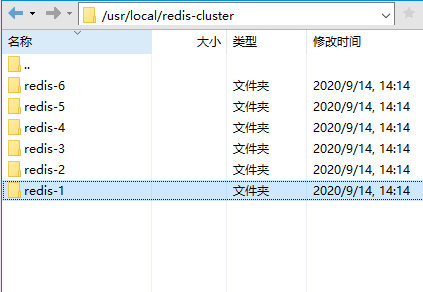 /usr/local/redis-cluster
名称 大小 类型 修改时间
..
redis-6 文件夹 2020/9/14, 14:14
redis-5 文件夹 2020/9/14, 14:14
redis-4 文件夹 2020/9/14, 14:14
redis-3 文件夹 2020/9/14, 14:14
redis-2 文件夹 2020/9/14, 14:14
redis-1 文件夹 2020/9/14, 14:14